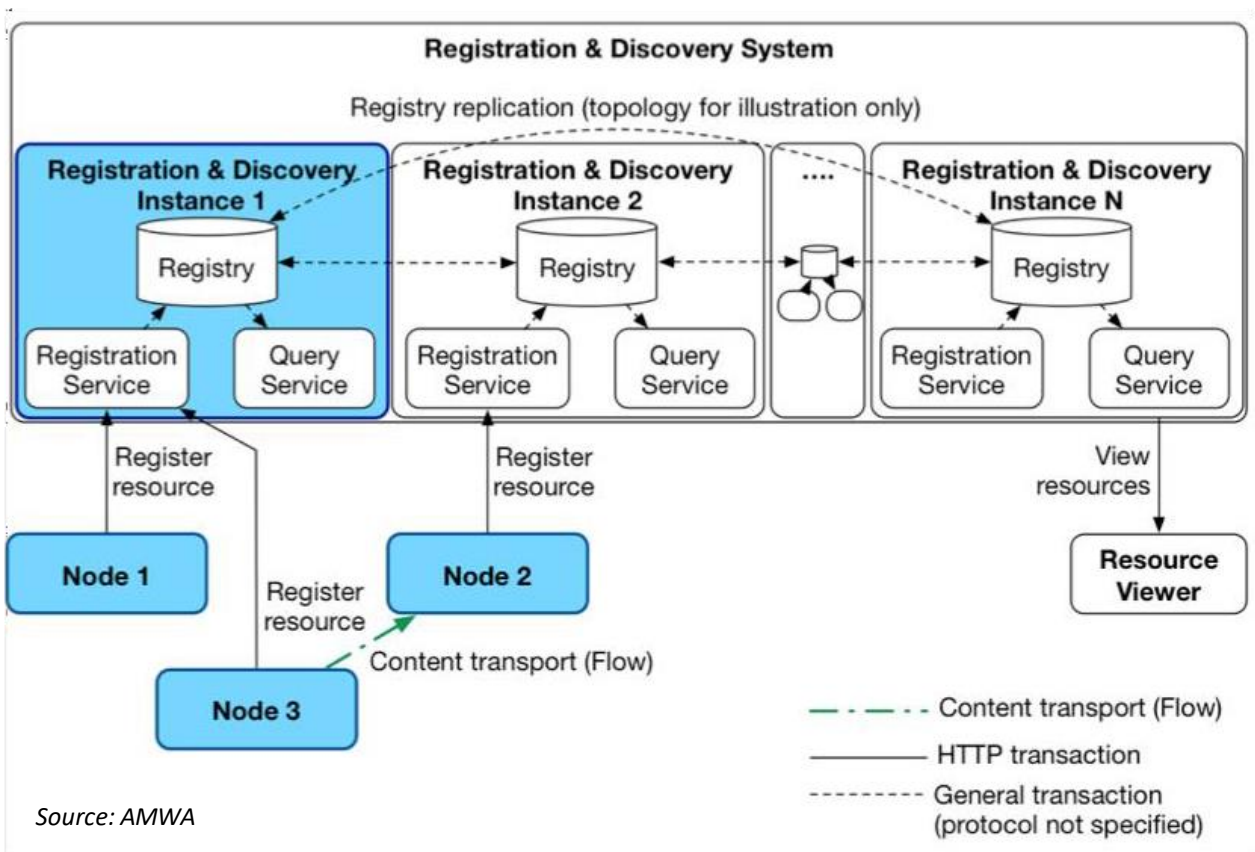 Registration & Discovery System
Registry replication (topology for illustration only)
Registration & Discovery
Instance 1
Registry
Registration
Service
Query
Service
Registration & Discovery
Instance 2
Registry
Registration
Service
Query
Service
....
Registration & Discovery
Instance N
Registry
Registration
Service
Query
Service
Register
resource
Register
resource
View
resources
Node 1
Register
resource
Node 2
Resource
Viewer
Content transport (Flow)
Node 3
Content transport (Flow)
HTTP transaction
General transaction
(protocol not specified)
Source: AMWA